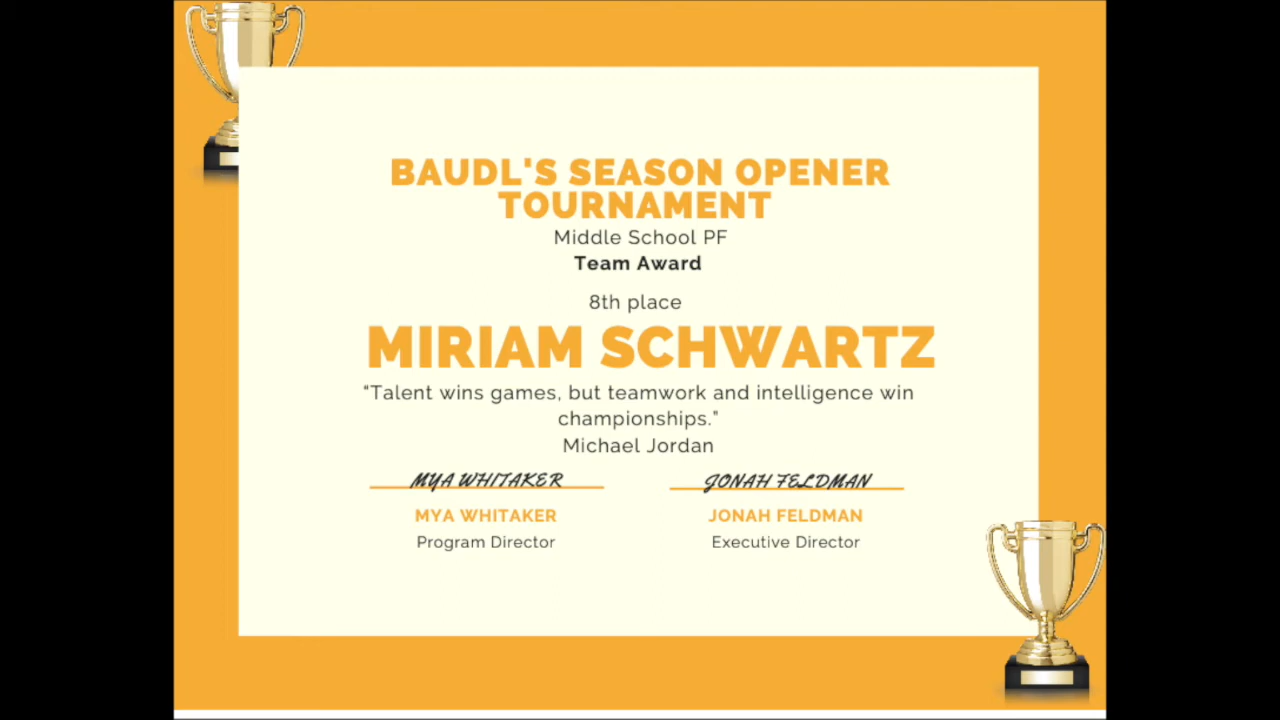 BAUDL'S SEASON OPENER
TOURNAMENT
Middle School PF
Team Award
8th place
MIRIAM SCHWARTZ
“Talent wins games, but teamwork and intelligence win
championships.”
Michael Jordan
MYA WHITAKER JONAH FELDMAN
MYA WHITAKER JONAH FELDMAN
Program Director Executive Director